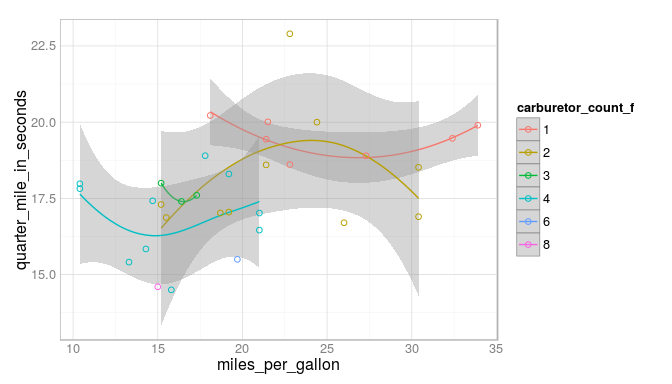 22.5
20.0
17.5
15.0
quarter_mile_in_seconds
10 15 20 25 30 35
miles_per_gallon
carburetor_count_f
1
2
3
4
6
8